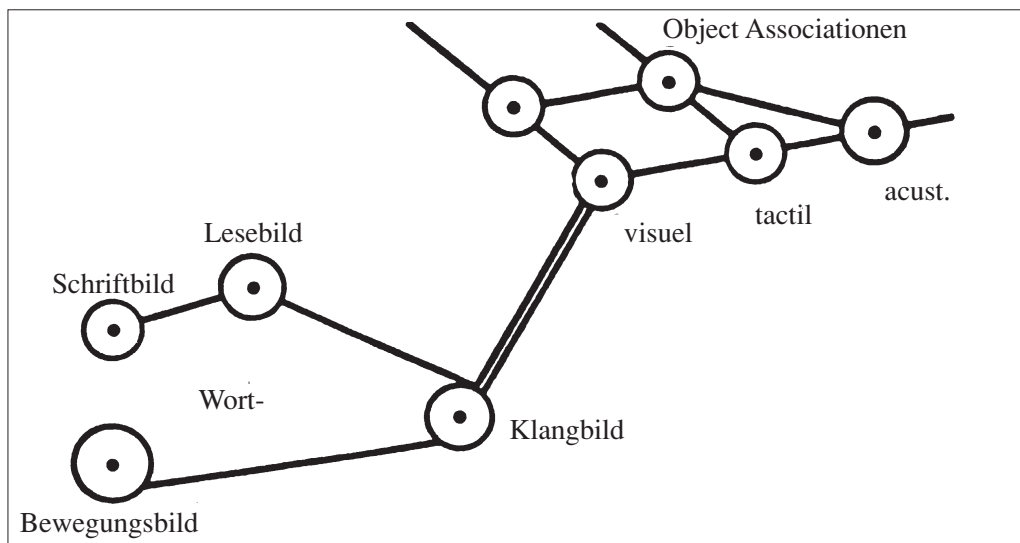 Object Associationen
acust.
tactil
visuel
Lesebild
Schriftbild
Wort-
Klangbild
Bewegungsbild